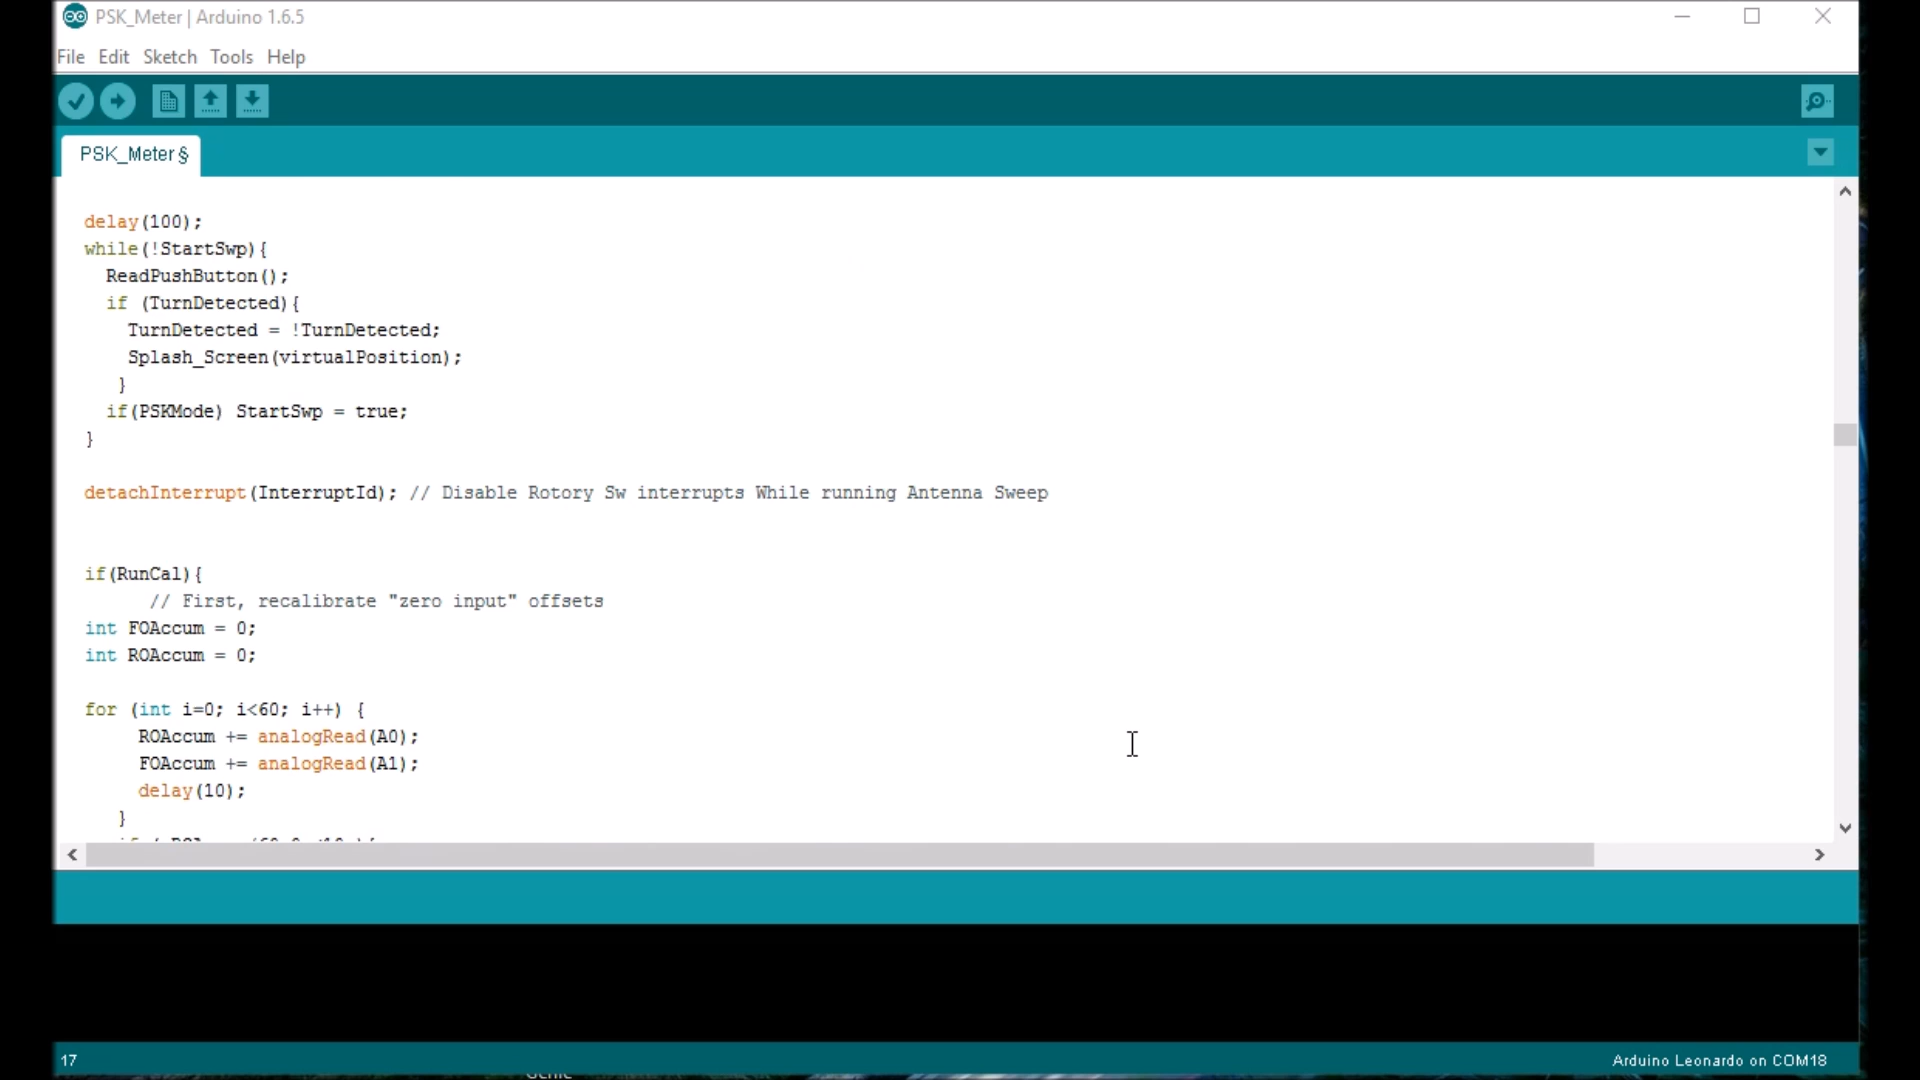 PSK_Meter | Arduino 1.6.5
File Edit Sketch Tools Help
PSK_Meter§
delay(100);
while(!StartSwp){
ReadPushButton();
if (TurnDetected){
TurnDetected = !TurnDetected;
Splash_Screen(virtualPosition);
}
if(PSKMode) StartSwp = true;
}
detachInterrupt(InterruptId); // Disable Rotory Sw interrupts While running Antenna Sweep
if(RunCal){
// First, recalibrate "zero input" offsets
int FOAccum = 0;
int ROAccum = 0;
for (int i=0; i<60; i++) {
ROAccum += analogRead(A0);
FOAccum += analogRead(A1);
delay(10);
}
17
Arduino Leonardo on COM18